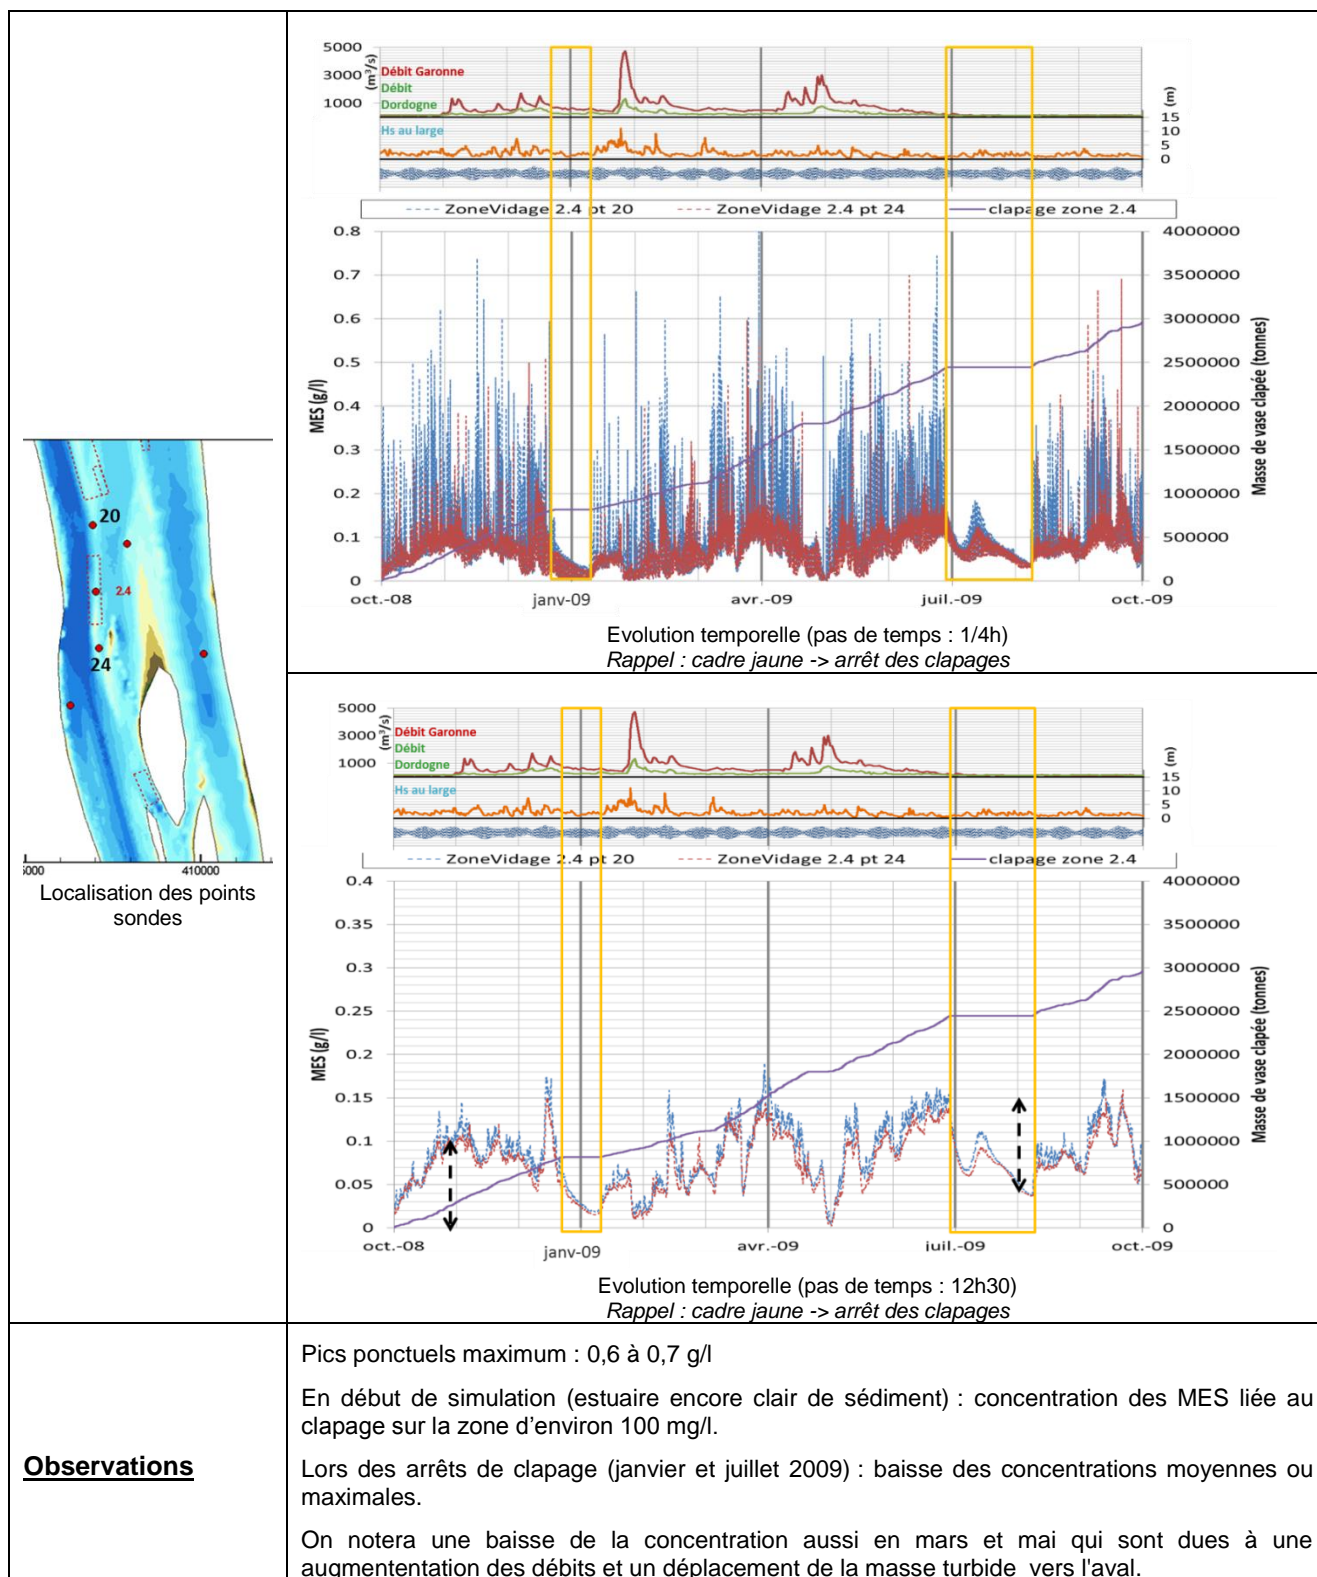 5000
3000
1000
(m³/s)
Débit Garonne
Débit
Dordogne
Hs au large
(m)
15
10
5
0
ZoneVidage 2.4 pt 20
ZoneVidage 2.4 pt 24
clapage zone 2.4
0.8
0.7
0.6
0.5
0.4
0.3
0.2
0.1
0
MES (g/l)
4000000
3500000
3000000
2500000
2000000
1500000
1000000
500000
0
Masse de vase clapée (tonnes)
oct.-08
janv-09
avr.-09
juil.-09
oct.-09
Evolution temporelle (pas de temps : 1/4h)
Rappel : cadre jaune -> arrêt des clapages
20
2.4
24
5000
410000
Localisation des points
sondes
5000
3000
1000
(m³/s)
Débit Garonne
Débit
Dordogne
Hs au large
(m)
15
10
5
0
ZoneVidage 2.4 pt 20
ZoneVidage 2.4 pt 24
clapage zone 2.4
0.4
0.35
0.3
0.25
0.2
0.15
0.1
0.05
0
MES (g/l)
4000000
3500000
3000000
2500000
2000000
1500000
1000000
500000
0
Masse de vase clapée (tonnes)
oct.-08
janv-09
avr.-09
juil.-09
oct.-09
Evolution temporelle (pas de temps : 12h30)
Rappel : cadre jaune -> arrêt des clapages
Observations
Pics ponctuels maximum : 0,6 à 0,7 g/l
En début de simulation (estuaire encore clair de sédiment) : concentration des MES liée au
clapage sur la zone d'environ 100 mg/l.
Lors des arrêts de clapage (janvier et juillet 2009) : baisse des concentrations moyennes ou
maximales.
On notera une baisse de la concentration aussi en mars et mai qui sont dues à une
augmententation des débits et un déplacement de la masse turbide vers l'aval.